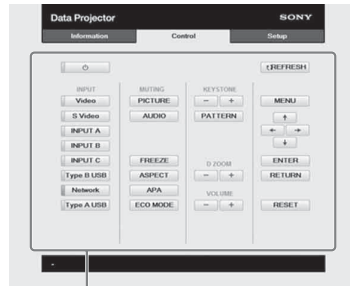 Data Projector SONY
Information Control Setup
REFRESH
INPUT MUTING KEYSTONE
Video PICTURE - + MENU
S Video AUDIO PATTERN
INPUT A
INPUT B
INPUT C FREEZE D ZOOM ENTER
Type B USB ASPECT - + RETURN
Network APA VOLUME
Type A USB ECO MODE - + RESET